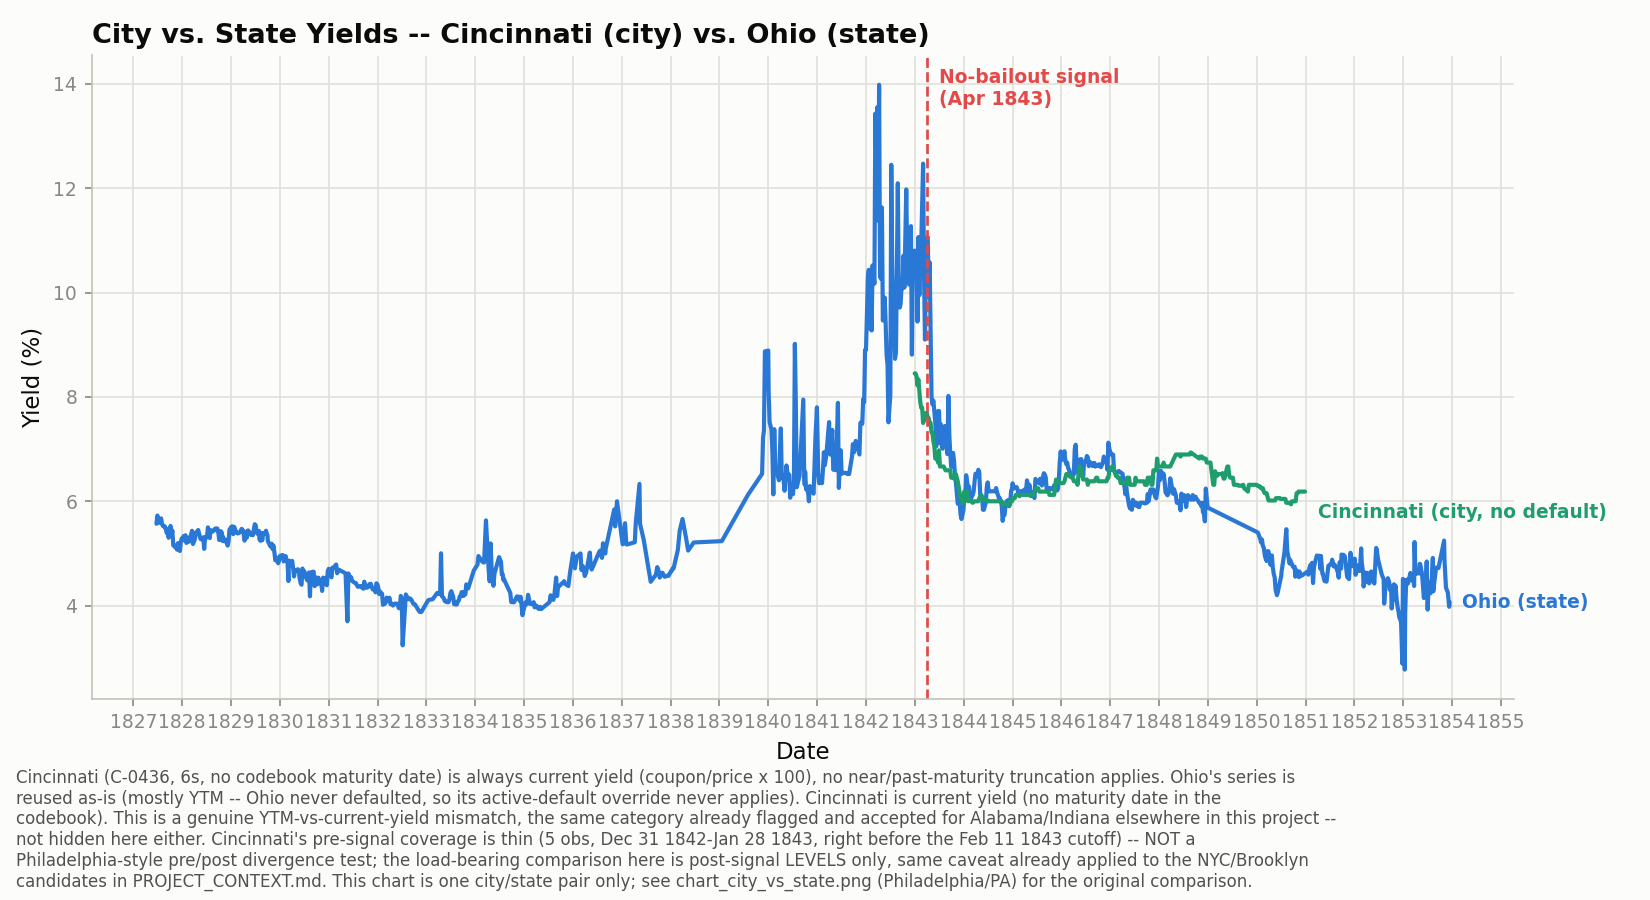 City vs. State Yields -- Cincinnati (city) vs. Ohio (state)
No-bailout signal
(Apr 1843)
14
12
10
8
6
4
Yield (%)
Cincinnati (city, no default)
Ohio (state)
1827 1828 1829 1830 1831 1832 1833 1834 1835 1836 1837 1838 1839 1840 1841 1842 1843 1844 1845 1846 1847 1848 1849 1850 1851 1852 1853 1854 1855
Date
Cincinnati (C-0436, 6s, no codebook maturity date) is always current yield (coupon/price x 100), no near/past-maturity truncation applies. Ohio's series is
reused as-is (mostly YTM -- Ohio never defaulted, so its active-default override never applies). Cincinnati is current yield (no maturity date in the
codebook). This is a genuine YTM-vs-current-yield mismatch, the same category already flagged and accepted for Alabama/Indiana elsewhere in this project --
not hidden here either. Cincinnati's pre-signal coverage is thin (5 obs, Dec 31 1842-Jan 28 1843, right before the Feb 11 1843 cutoff) -- NOT a
Philadelphia-style pre/post divergence test; the load-bearing comparison here is post-signal LEVELS only, same caveat already applied to the NYC/Brooklyn
candidates in PROJECT_CONTEXT.md. This chart is one city/state pair only; see chart_city_vs_state.png (Philadelphia/PA) for the original comparison.